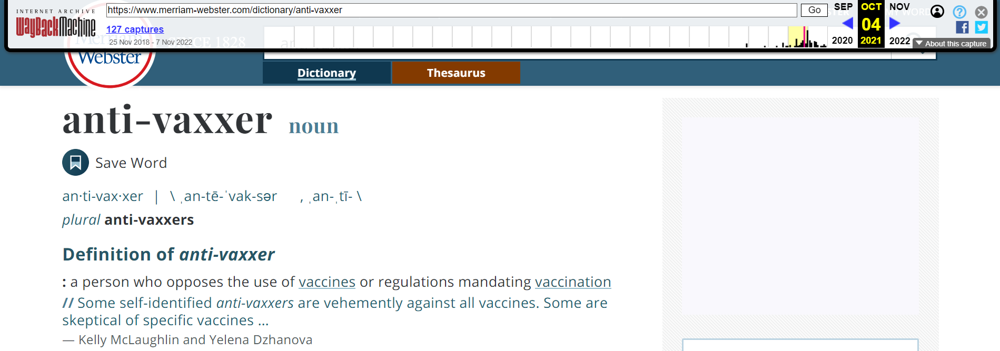 INTERNET ARCHIVE
WayBackMachine
https://www.merriam-webster.com/dictionary/anti-vaxxer
Go
127 captures
25 Nov 2018 - 7 Nov 2022
SEP
OCT
NOV
04
2020
2021
2022
About this capture
Merriam
Webster
SINCE 1828
Dictionary
Thesaurus
anti-vaxxer noun
Save Word
an·ti-vax·xer | \ ˌan-tē-ˈvak-sər , ˌan-ˌtī- \
plural anti-vaxxers
Definition of anti-vaxxer
: a person who opposes the use of vaccines or regulations mandating vaccination
// Some self-identified anti-vaxxers are vehemently against all vaccines. Some are
skeptical of specific vaccines ...
— Kelly McLaughlin and Yelena Dzhanova